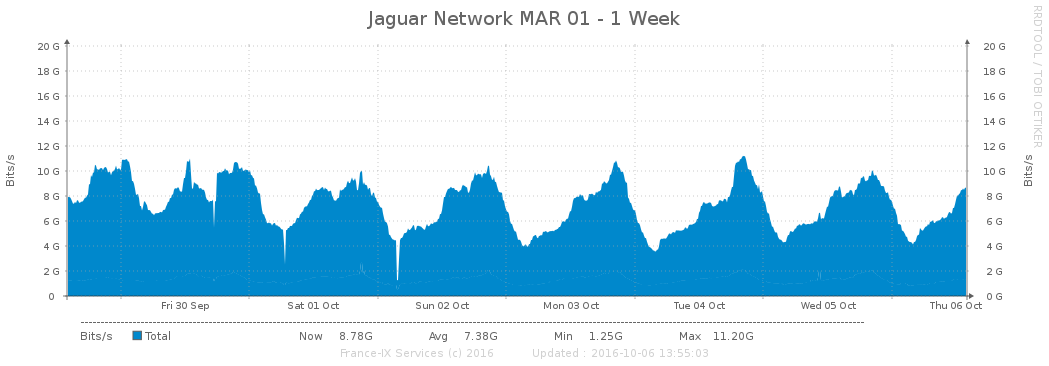 Jaguar Network MAR 01 - 1 Week
RRDTOOL / TOBI OETIKER
Bits/s
20 G 20 G
18 G 18 G
16 G 16 G
14 G 14 G
12 G 12 G
10 G 10 G
8 G 8 G
6 G 6 G
4 G 4 G
2 G 2 G
0 0 G
Bits/s
Fri 30 Sep Sat 01 Oct Sun 02 Oct Mon 03 Oct Tue 04 Oct Wed 05 Oct Thu 06 Oct
Bits/s Total Now 8.78G Avg 7.38G Min 1.25G Max 11.20G
France-IX Services (c) 2016 Updated : 2016-10-06 13:55:03